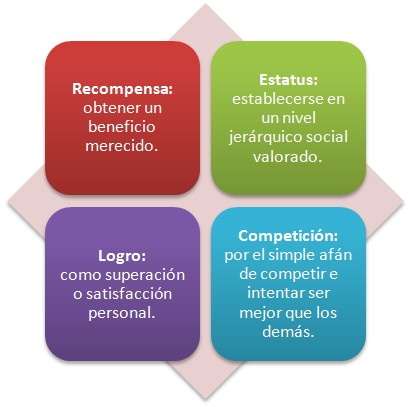 Recompensa:
obtener un
beneficio
merecido.
Estatus:
establecerse en
un nivel
jerárquico social
valorado.
Logro:
como superación
o satisfacción
personal.
Competición:
por el simple afán
de competir e
intentar ser
mejor que los
demás.